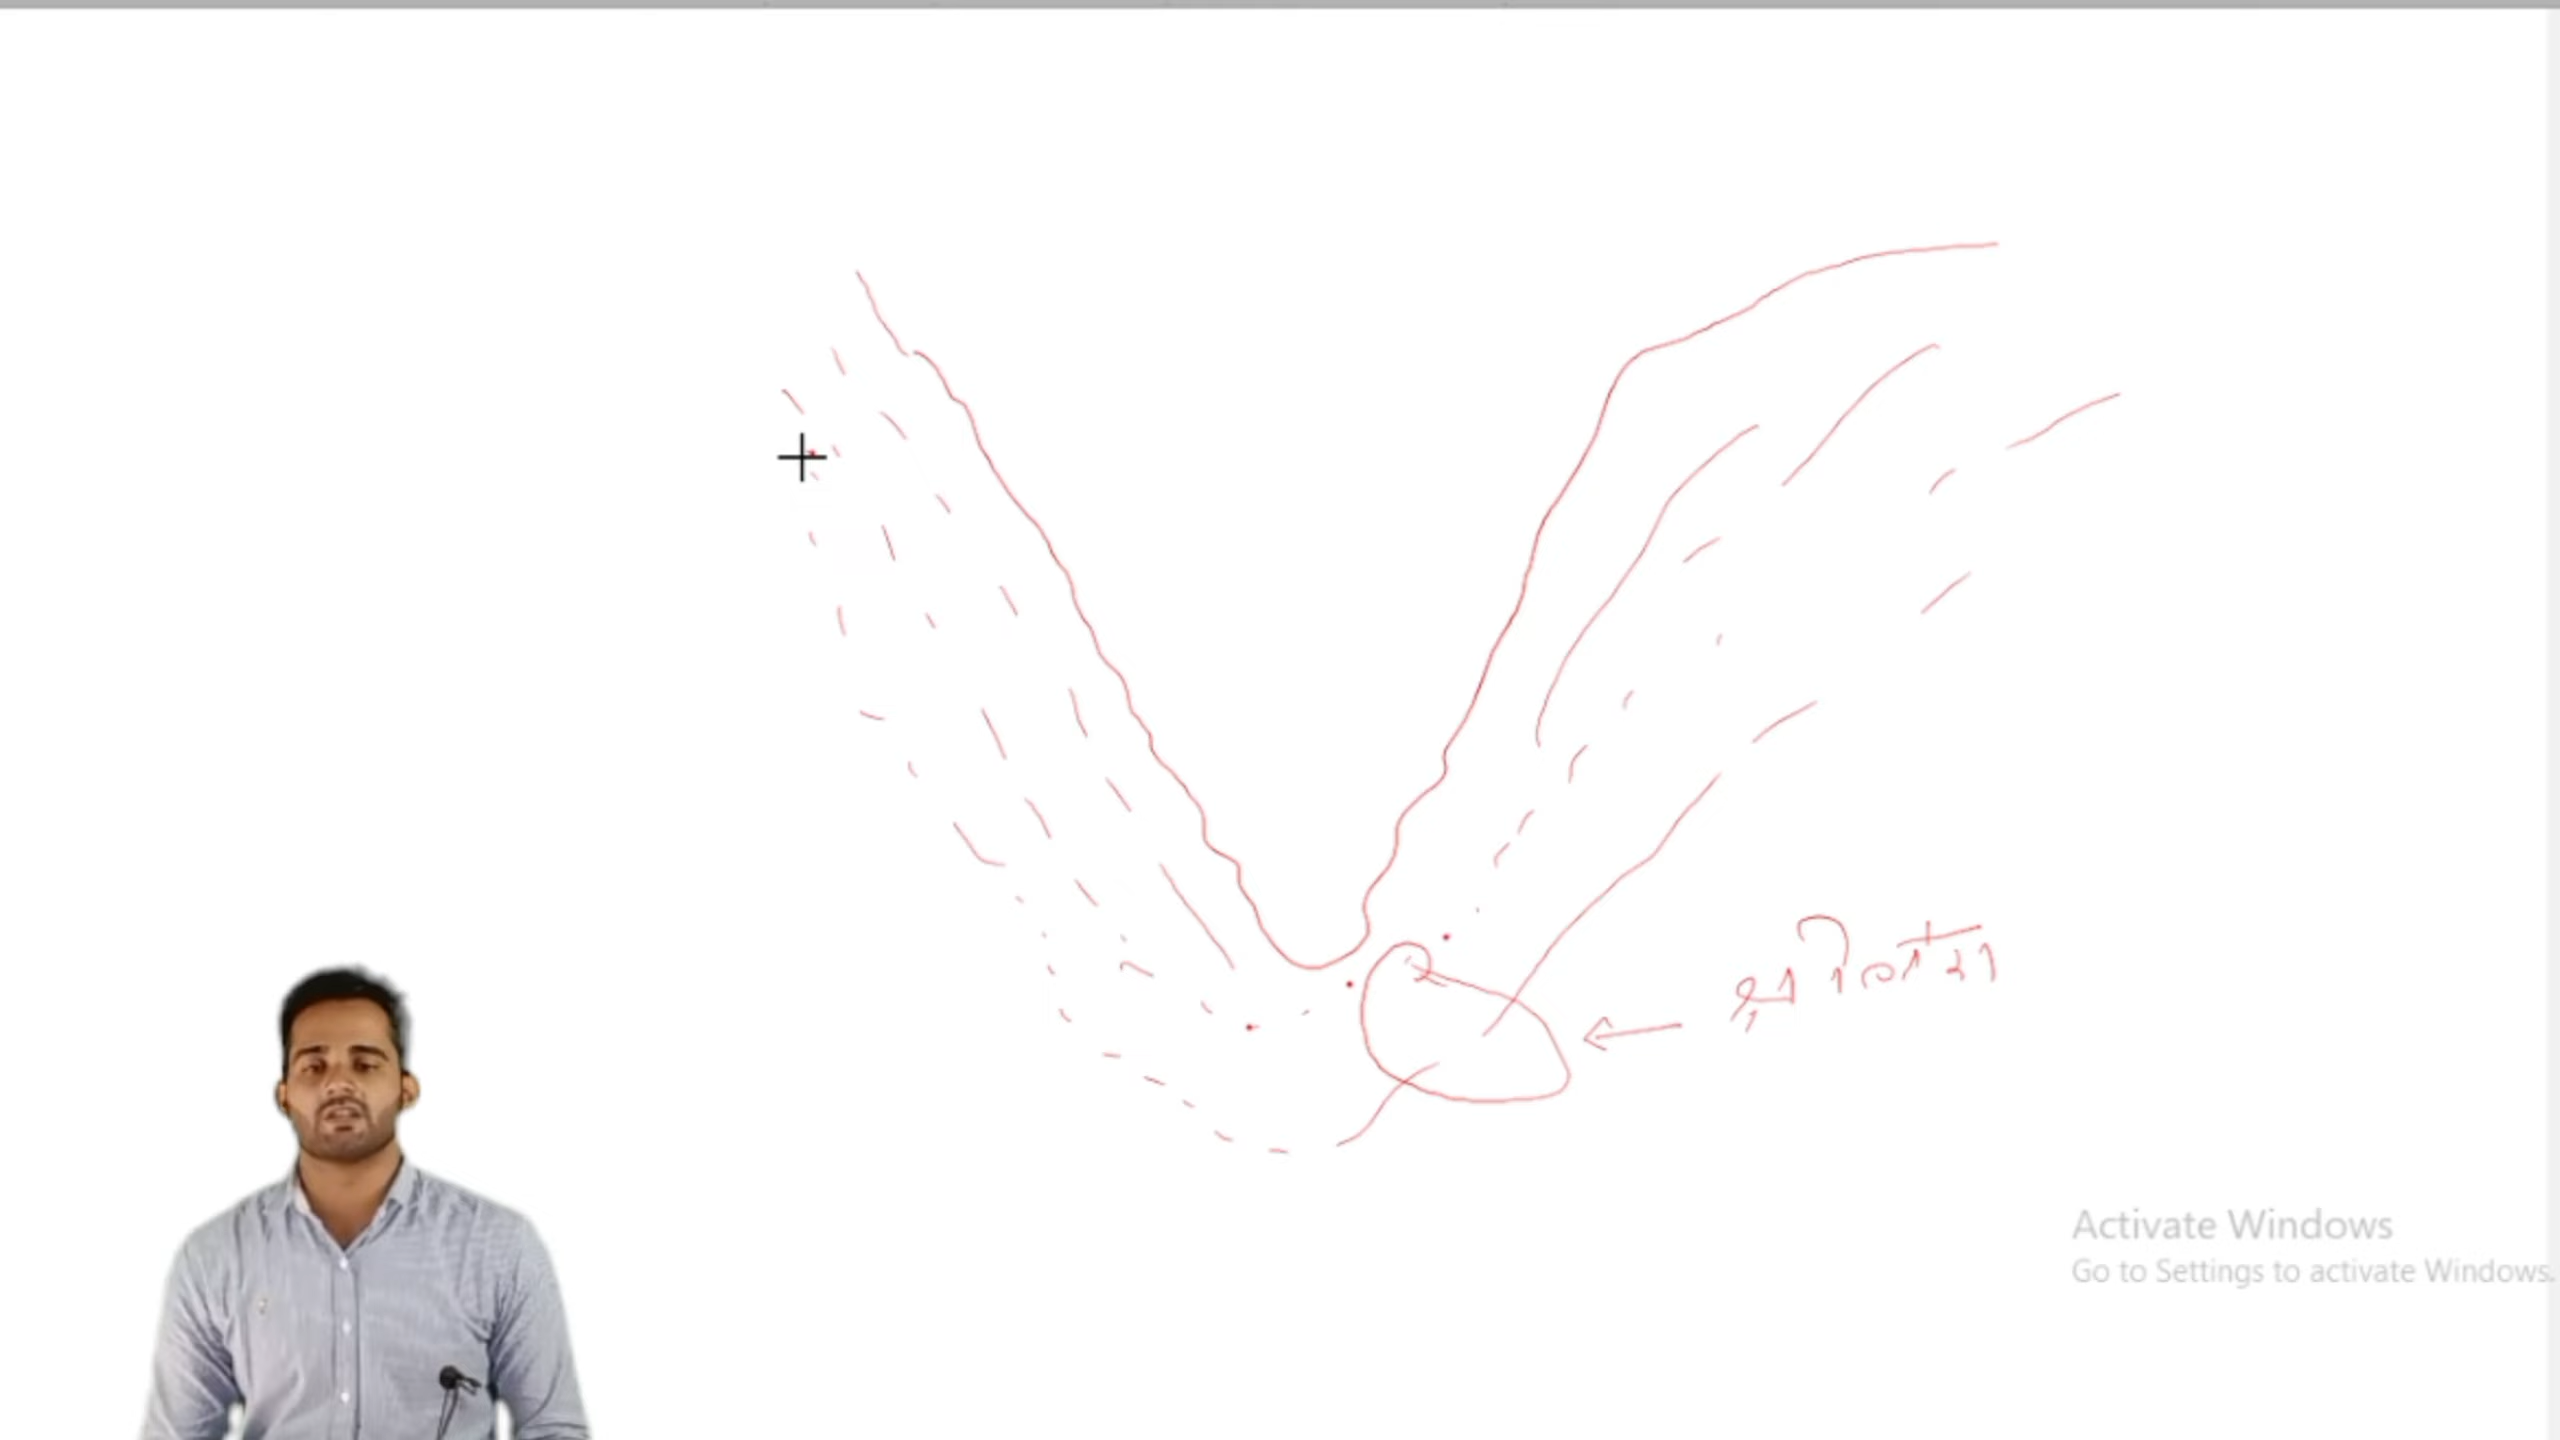 श्रीलंका
Activate Windows
Go to Settings to activate Windows.